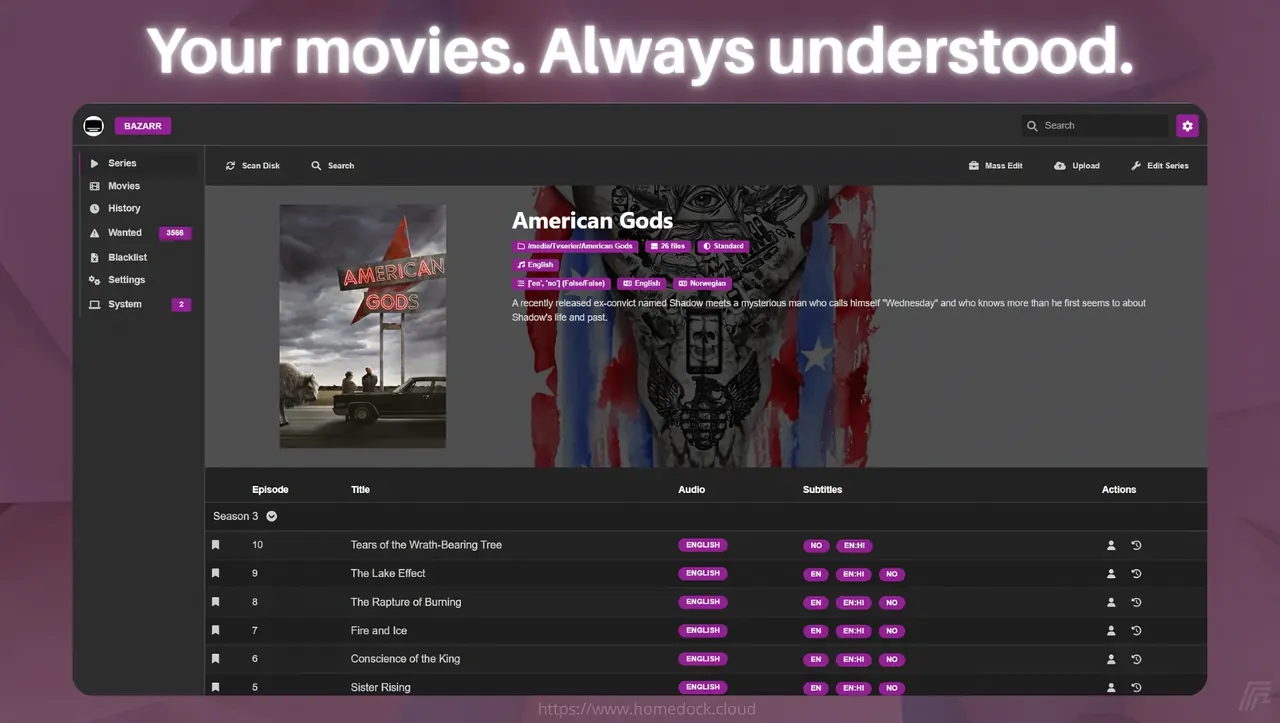 Your movies. Always understood.
BAZARR
Search
Series
Movies
History
Wanted 3566
Blacklist
Settings
System 2
Scan Disk Search Mass Edit Upload Edit Series
AMERICAN
GODS
American Gods
/media/Tvserier/American Gods 26 files Standard
English
['en', 'no'] (False/False) English Norwegian
A recently released ex-convict named Shadow meets a mysterious man who calls himself "Wednesday" and who knows more than he first seems to about
Shadow's life and past.
Episode Title Audio Subtitles Actions
Season 3
10 Tears of the Wrath-Bearing Tree ENGLISH NO EN:HI
9 The Lake Effect ENGLISH EN EN:HI NO
8 The Rapture of Burning ENGLISH EN EN:HI NO
7 Fire and Ice ENGLISH EN EN:HI NO
6 Conscience of the King ENGLISH EN EN:HI NO
5 Sister Rising ENGLISH EN EN:HI NO
https://www.homedock.cloud